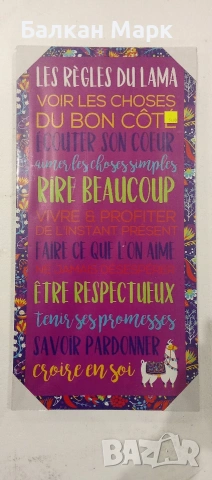 Балкан Марк
LES RÈGLES DU LAMA
VOIR LES CHOSES
DU BON CÔTÉ
ÉCOUTER SON COEUR
aimer les choses simples
RIRE BEAUCOUP
VIVRE & PROFITER
DE L'INSTANT PRÉSENT
FAIRE CE QUE L'ON AIME
ÊTRE RESPECTUEUX
tenir ses promesses
SAVOIR PARDONNER
croire en soi
bazar.bg